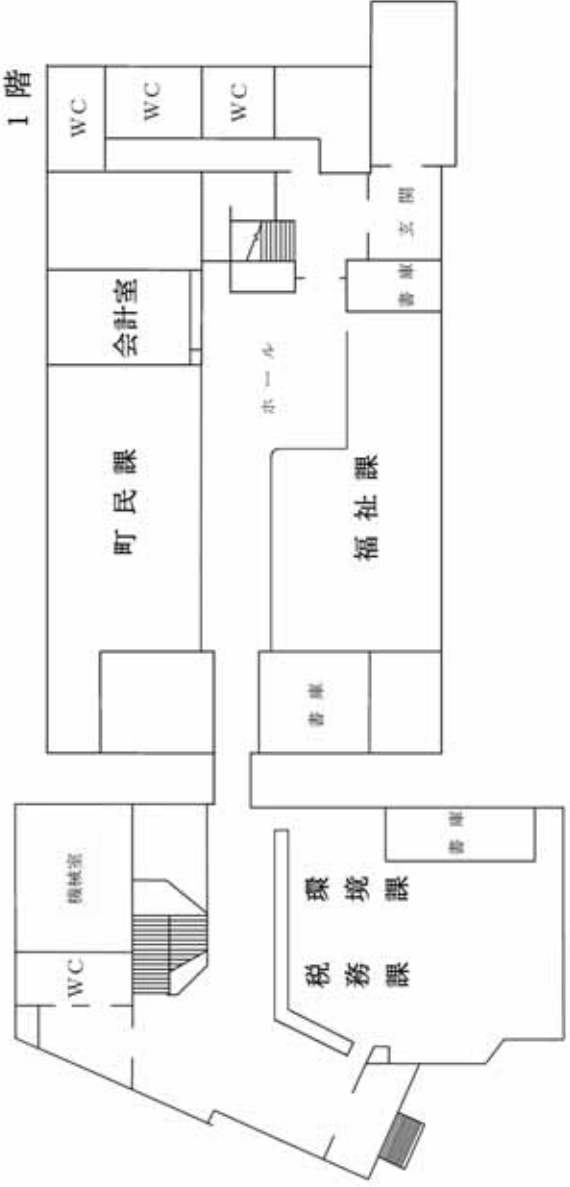 1 階
WC
WC
WC
会計室
町 民 課
ホール
玄 関
書 庫
福 祉 課
書 庫
機械室
WC
環 境 課
税 務 課
書 庫